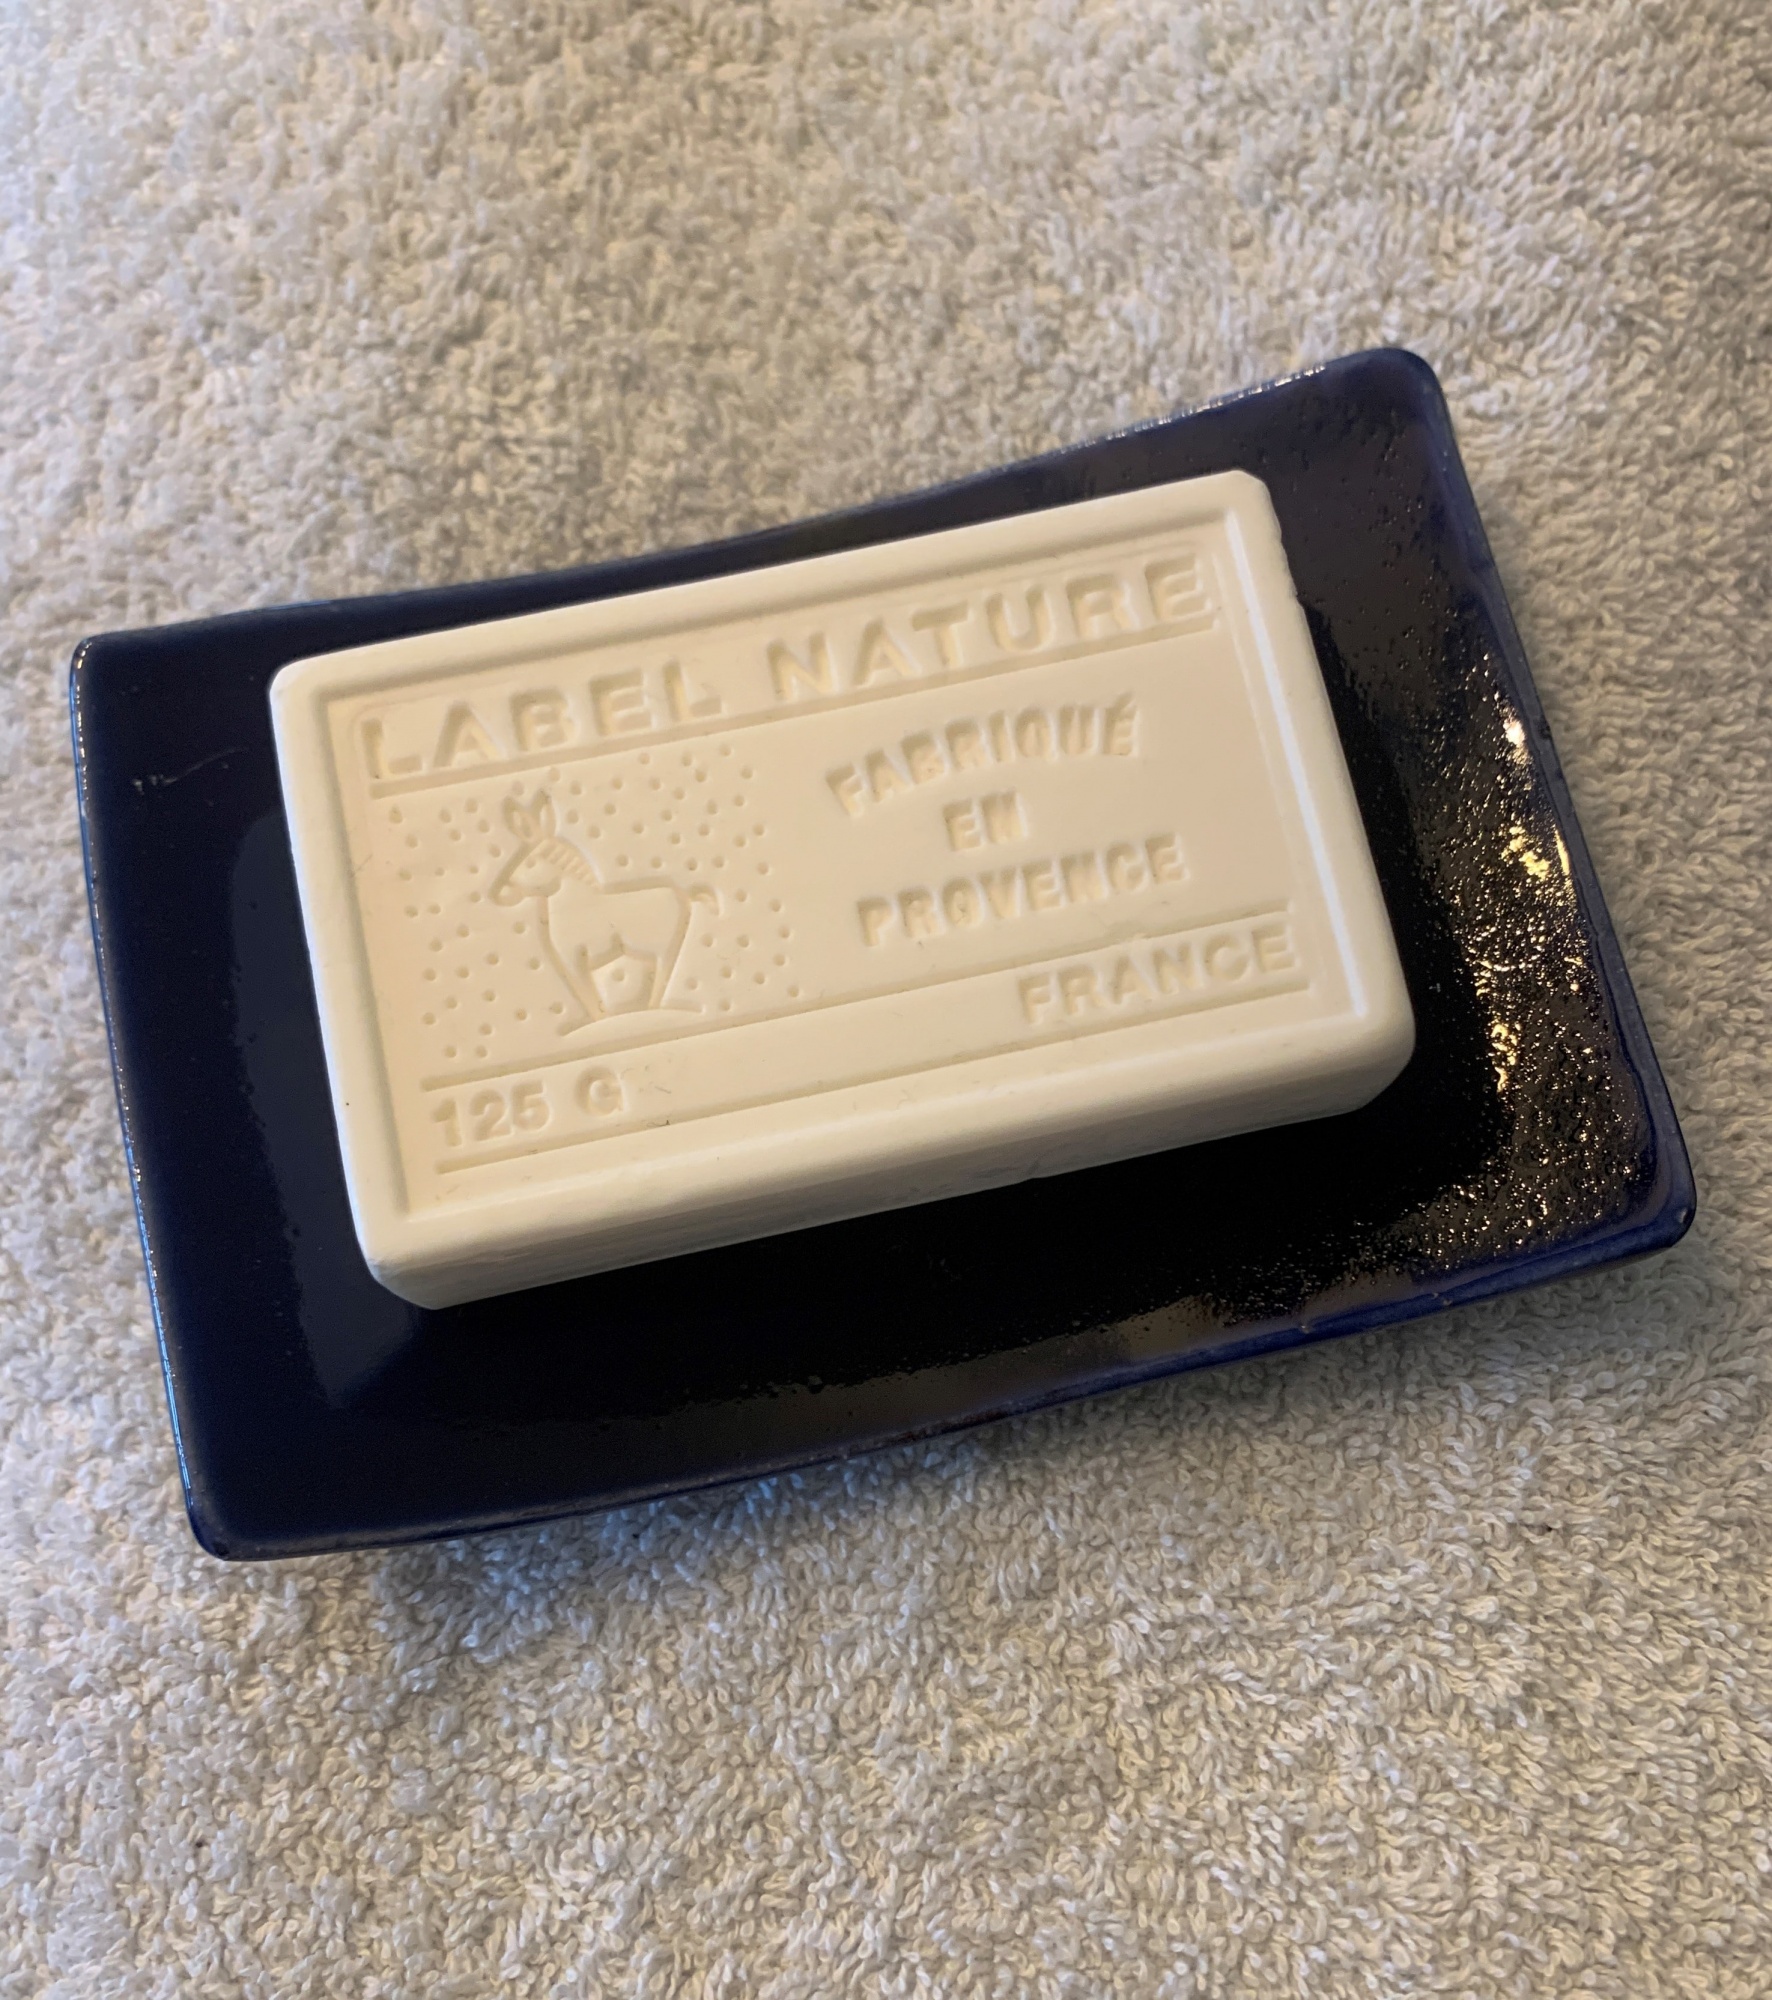 LABEL NATURE
FABRIQUÉ
EN
PROVENCE
FRANCE
125 G